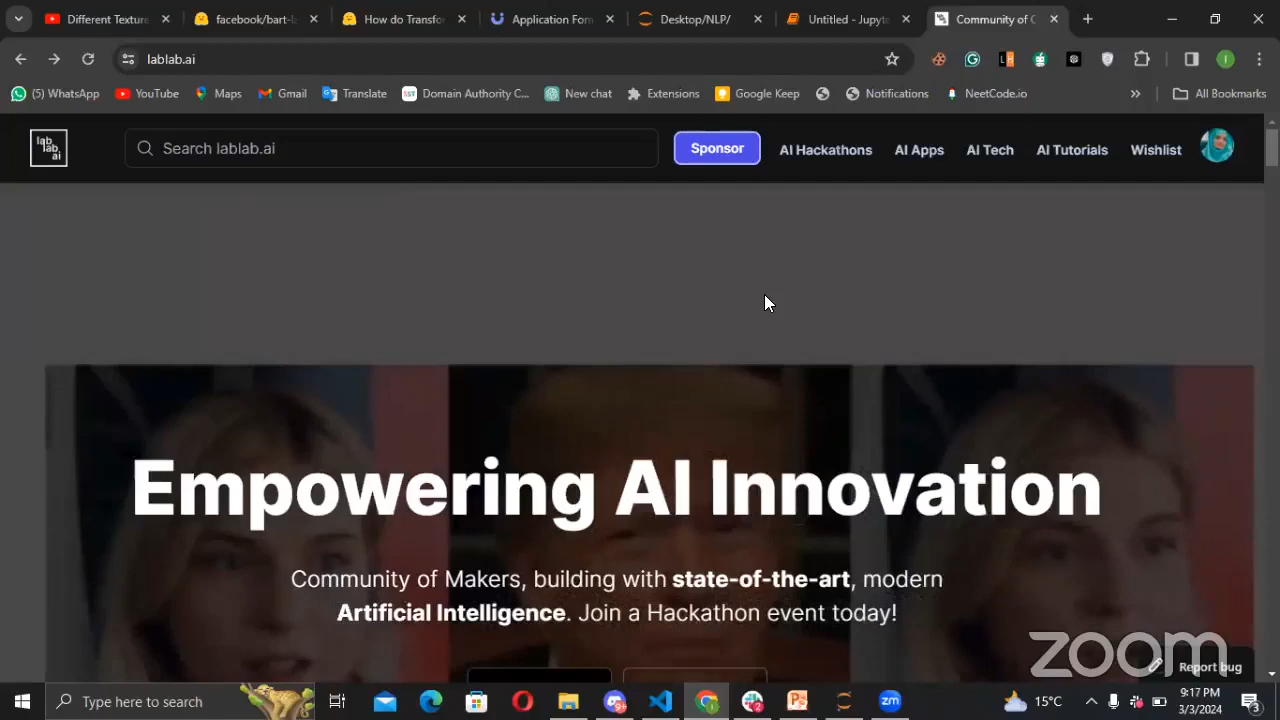 Different Texture
facebook/bart-l
How do Transfo
Application For
Desktop/NLP/
Untitled - Jupyte
Community of C
lablab.ai
(5) WhatsApp
YouTube
Maps
Gmail
Translate
Domain Authority C...
New chat
Extensions
Google Keep
Notifications
NeetCode.io
All Bookmarks
lab
lab
ai
Search lablab.ai
Sponsor
AI Hackathons
AI Apps
AI Tech
AI Tutorials
Wishlist
Empowering AI Innovation
Community of Makers, building with state-of-the-art, modern
Artificial Intelligence. Join a Hackathon event today!
zoom
Report bug
Type here to search
15°C
9:17 PM
3/3/2024